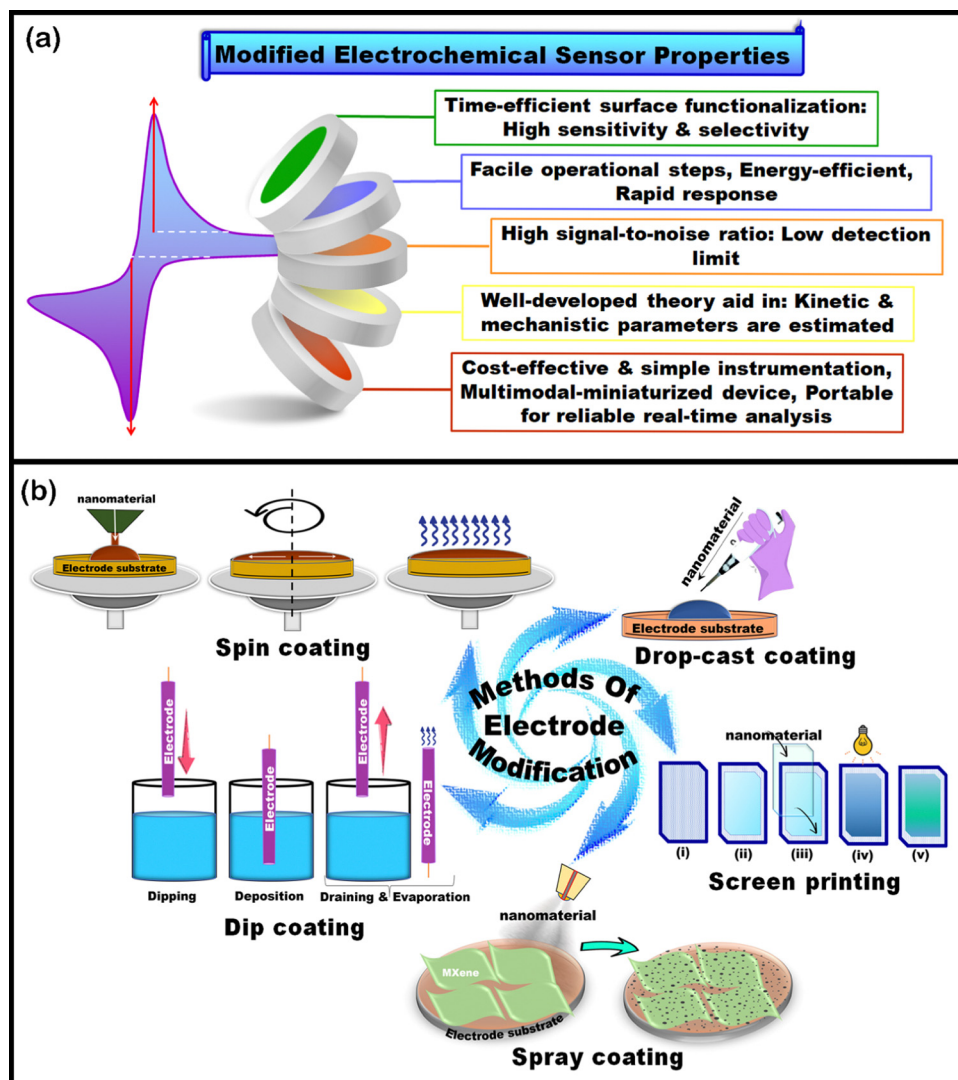 (a)
Modified Electrochemical Sensor Properties
Time-efficient surface functionalization:
High sensitivity & selectivity
Facile operational steps, Energy-efficient,
Rapid response
High signal-to-noise ratio: Low detection
limit
Well-developed theory aid in: Kinetic &
mechanistic parameters are estimated
Cost-effective & simple instrumentation,
Multimodal-miniaturized device, Portable
for reliable real-time analysis
(b)
nanomaterial
Electrode substrate
Spin coating
nanomaterial
Electrode substrate
Drop-cast coating
Methods Of
Electrode
Modification
Electrode
Electrode
Electrode
Electrode
Dipping
Deposition
Draining & Evaporation
Dip coating
nanomaterial
(i)
(ii)
(iii)
(iv)
(v)
Screen printing
nanomaterial
MXene
Electrode substrate
Spray coating